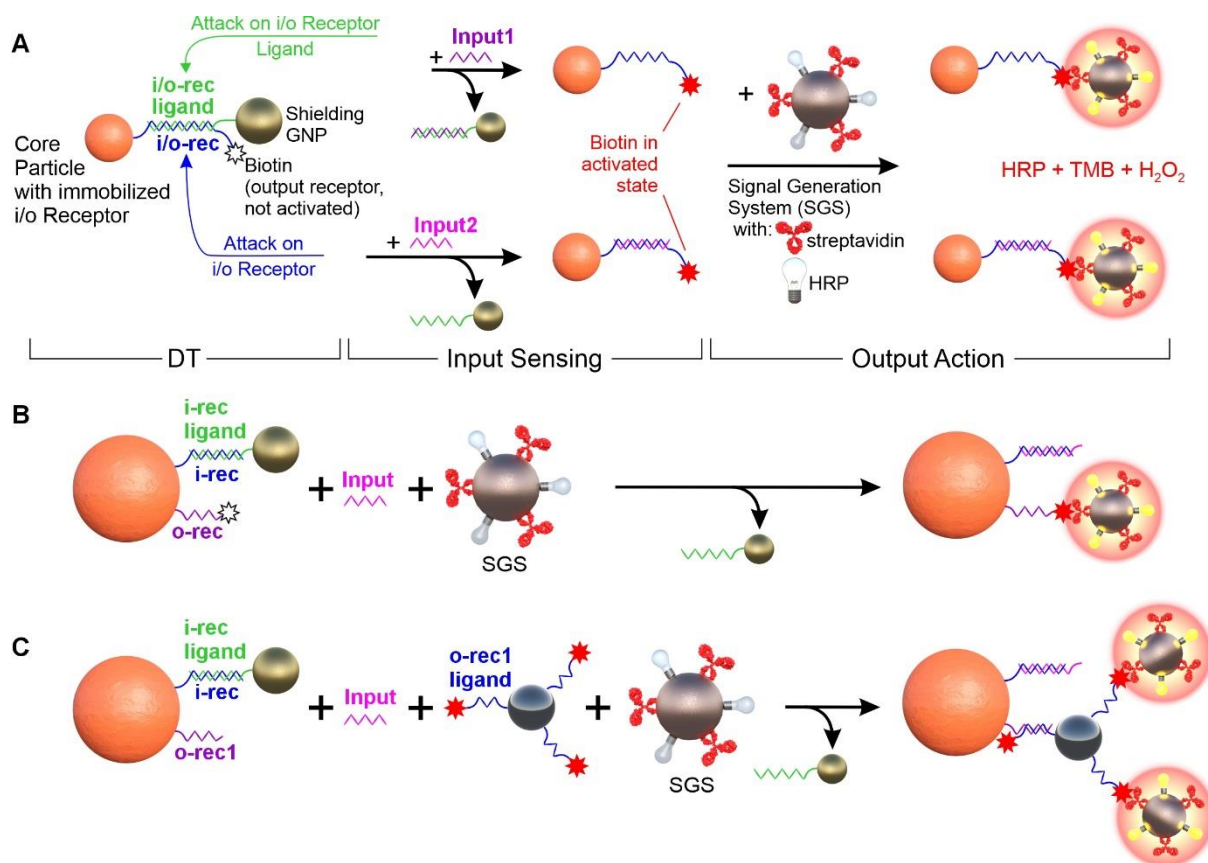 A
Attack on i/o Receptor
Ligand
i/o-rec
ligand
i/o-rec
Shielding
GNP
Core
Particle
with immobilized
i/o Receptor
Biotin
(output receptor,
not activated)
Attack on
i/o Receptor
+ Input1
+ Input2
Biotin in
activated
state
+
Signal Generation
System (SGS)
with:
streptavidin
HRP
HRP + TMB + H₂O₂
DT
Input Sensing
Output Action
B
i-rec
ligand
i-rec
o-rec
+ Input +
SGS
C
i-rec
ligand
i-rec
o-rec1
+ Input +
o-rec1
ligand
+
SGS